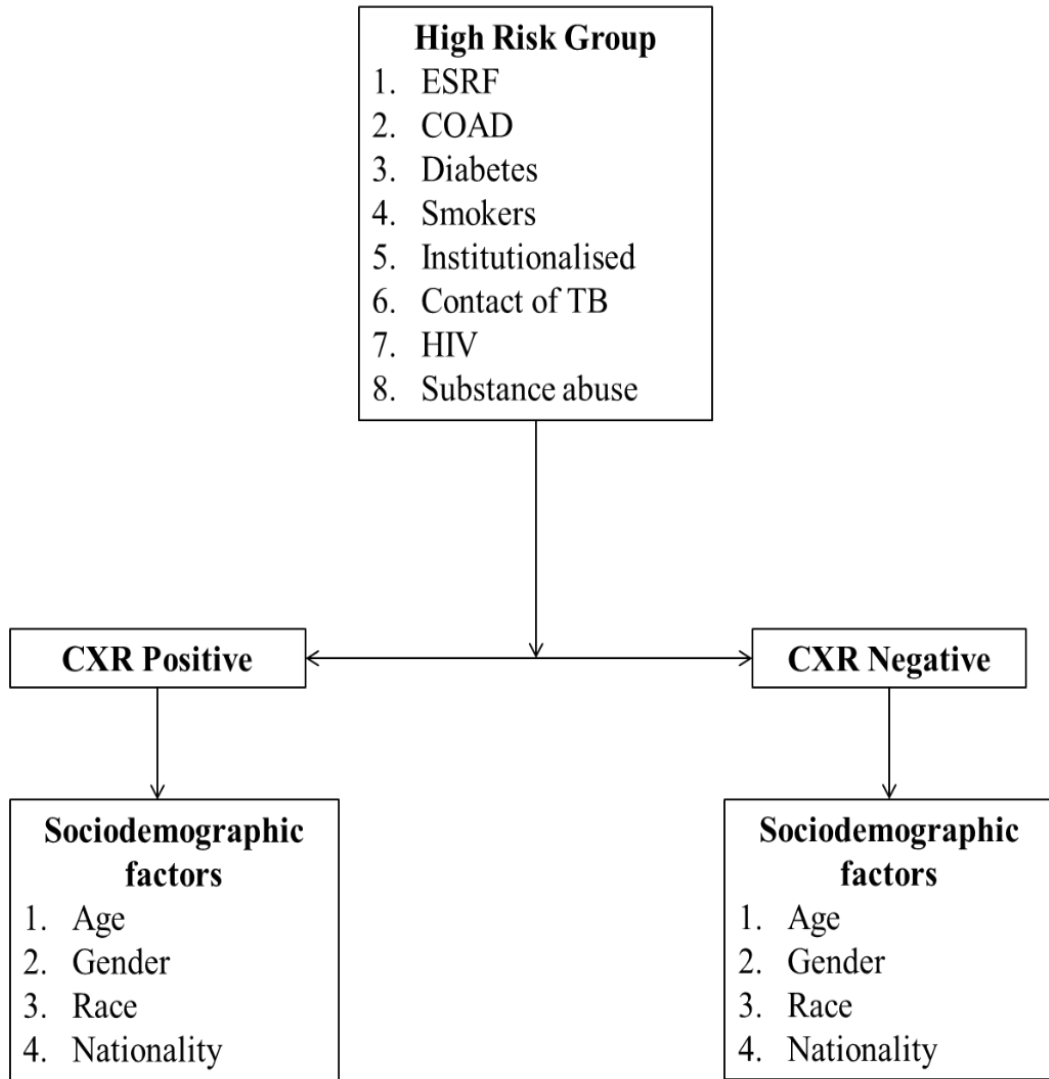 High Risk Group
1. ESRF
2. COAD
3. Diabetes
4. Smokers
5. Institutionalised
6. Contact of TB
7. HIV
8. Substance abuse
CXR Positive
CXR Negative
Sociodemographic
factors
1. Age
2. Gender
3. Race
4. Nationality
Sociodemographic
factors
1. Age
2. Gender
3. Race
4. Nationality